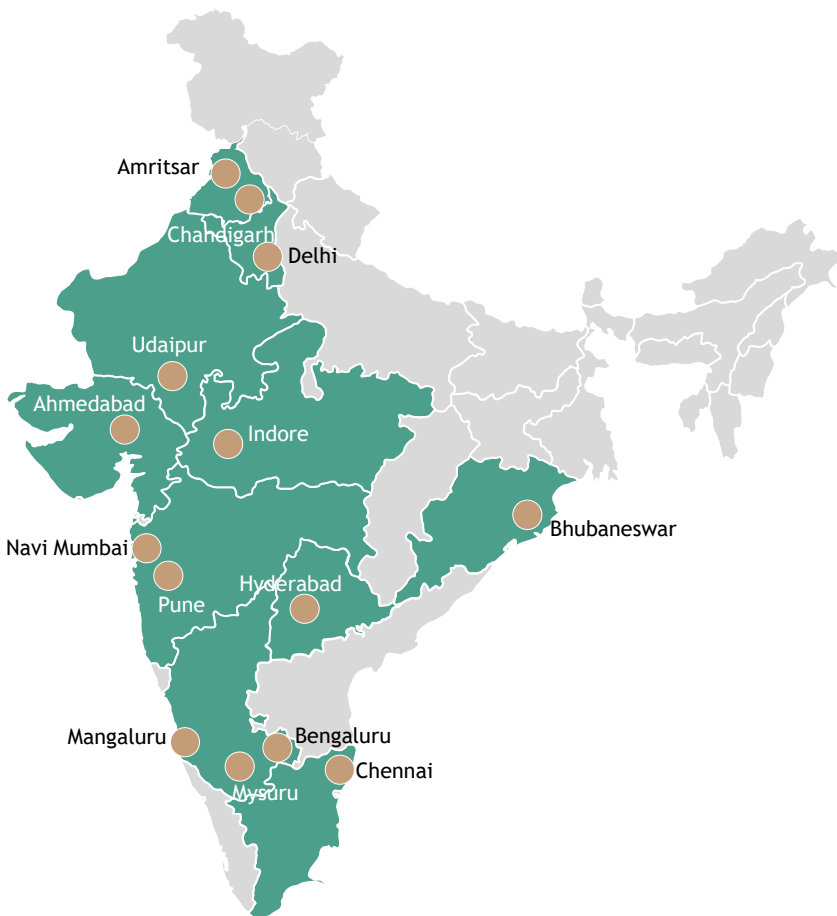 Amritsar
Chandigarh
Delhi
Udaipur
Ahmedabad
Indore
Bhubaneswar
Navi Mumbai
Hyderabad
Pune
Mangaluru
Bengaluru
Chennai
Mysuru